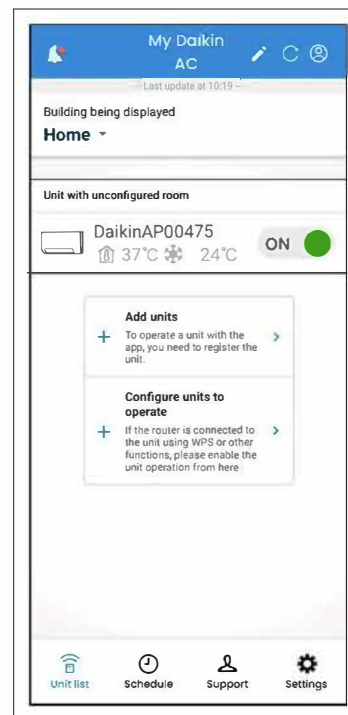 My Daikin
AC
Last update at 10:19
Building being displayed
Home
Unit with unconfigured room
DaikinAP00475
37°C 24°C
ON
Add units
To operate a unit with the
app, you need to register the
unit.
Configure units to
operate
If the router is connected to
the unit using WPS or other
functions, please enable the
unit operation from here
Unit list Schedule Support Settings